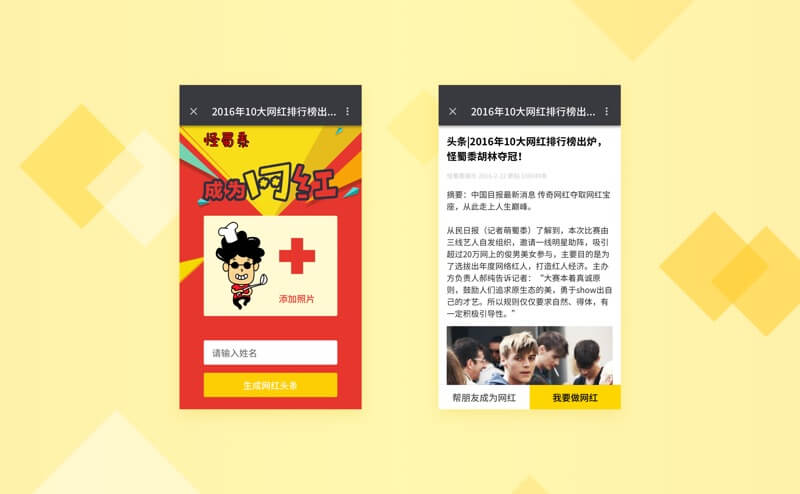 2016年10大网红排行榜出...
怪蜀黍
成为网红
添加照片
请输入姓名
生成网红头条
2016年10大网红排行榜出...
头条|2016年10大网红排行榜出炉，
怪蜀黍胡林夺冠！
摘要：中国目报最新消息 传奇网红夺取网红宝
座，从此走上人生巅峰。
从民日报（记者萌蜀黍）了解到，本次比赛由
三线艺人自发组织，邀请一线明星助阵，吸引
超过20万网上的俊男美女参与，主要目的是为
了选拔出年度网络红人，打造红人经济。主办
方负责人郝纯告诉记者：“大赛本着真诚原
则，鼓励人们追求原生态的美，勇于show出自
己的才艺。所以规则仅仅要求自然、得体，有
一定积极引导性。”
帮朋友成为网红
我要做网红